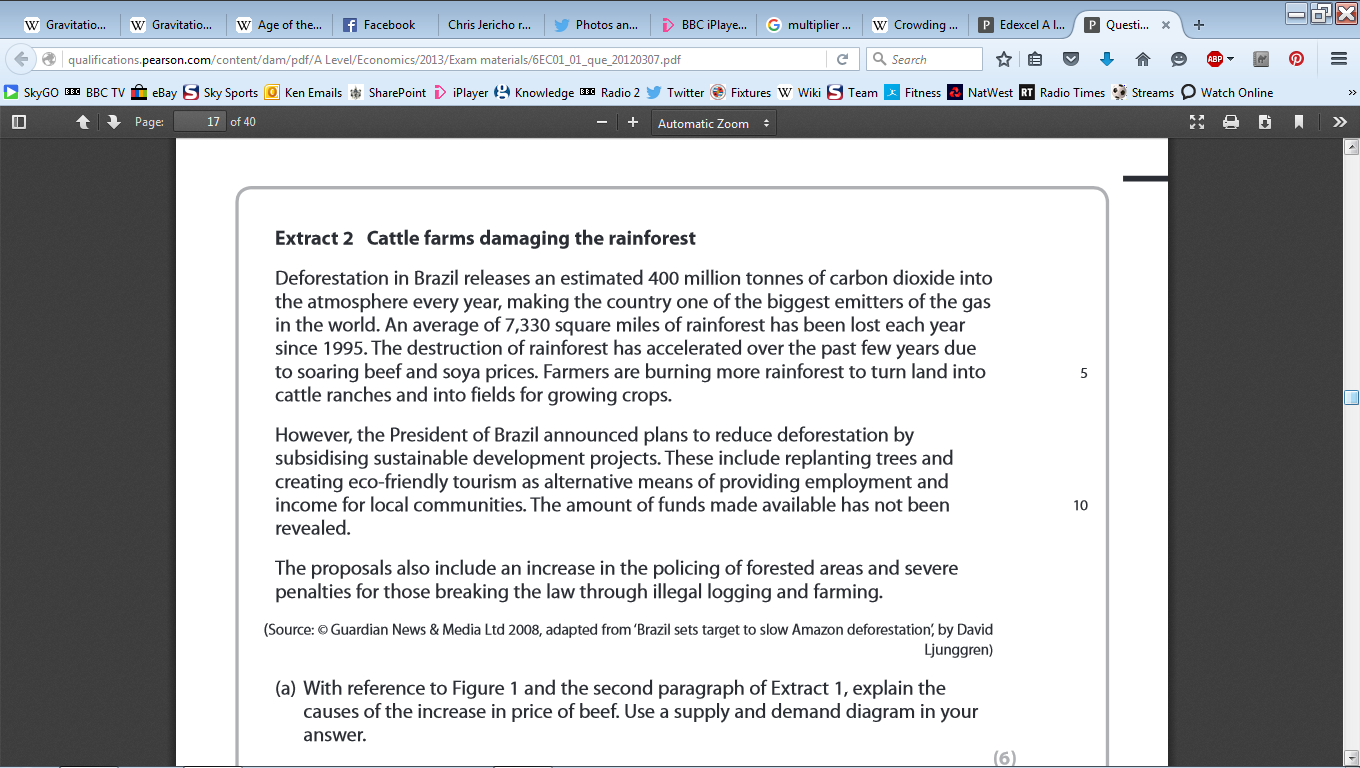 Gravitatio...
Gravitatio...
Age of the...
Facebook
Chris Jericho r...
Photos an...
BBC iPlaye...
multiplier ...
Crowding ...
Edexcel A l...
Questi...
qualifications.pearson.com/content/dam/pdf/A Level/Economics/2013/Exam materials/6EC01_01_que_20120307.pdf
Search
ABP
SkyGO BBC TV eBay Sky Sports Ken Emails SharePoint iPlayer Knowledge Radio 2 Twitter Fixtures Wiki Team Fitness NatWest Radio Times Streams Watch Online
Page: 17 of 40
Automatic Zoom
Extract 2 Cattle farms damaging the rainforest
Deforestation in Brazil releases an estimated 400 million tonnes of carbon dioxide into
the atmosphere every year, making the country one of the biggest emitters of the gas
in the world. An average of 7,330 square miles of rainforest has been lost each year
since 1995. The destruction of rainforest has accelerated over the past few years due
to soaring beef and soya prices. Farmers are burning more rainforest to turn land into 5
cattle ranches and into fields for growing crops.
However, the President of Brazil announced plans to reduce deforestation by
subsidising sustainable development projects. These include replanting trees and
creating eco-friendly tourism as alternative means of providing employment and
income for local communities. The amount of funds made available has not been 10
revealed.
The proposals also include an increase in the policing of forested areas and severe
penalties for those breaking the law through illegal logging and farming.
(Source: © Guardian News & Media Ltd 2008, adapted from 'Brazil sets target to slow Amazon deforestation', by David
Ljunggren)
(a) With reference to Figure 1 and the second paragraph of Extract 1, explain the
causes of the increase in price of beef. Use a supply and demand diagram in your
answer.
(6)